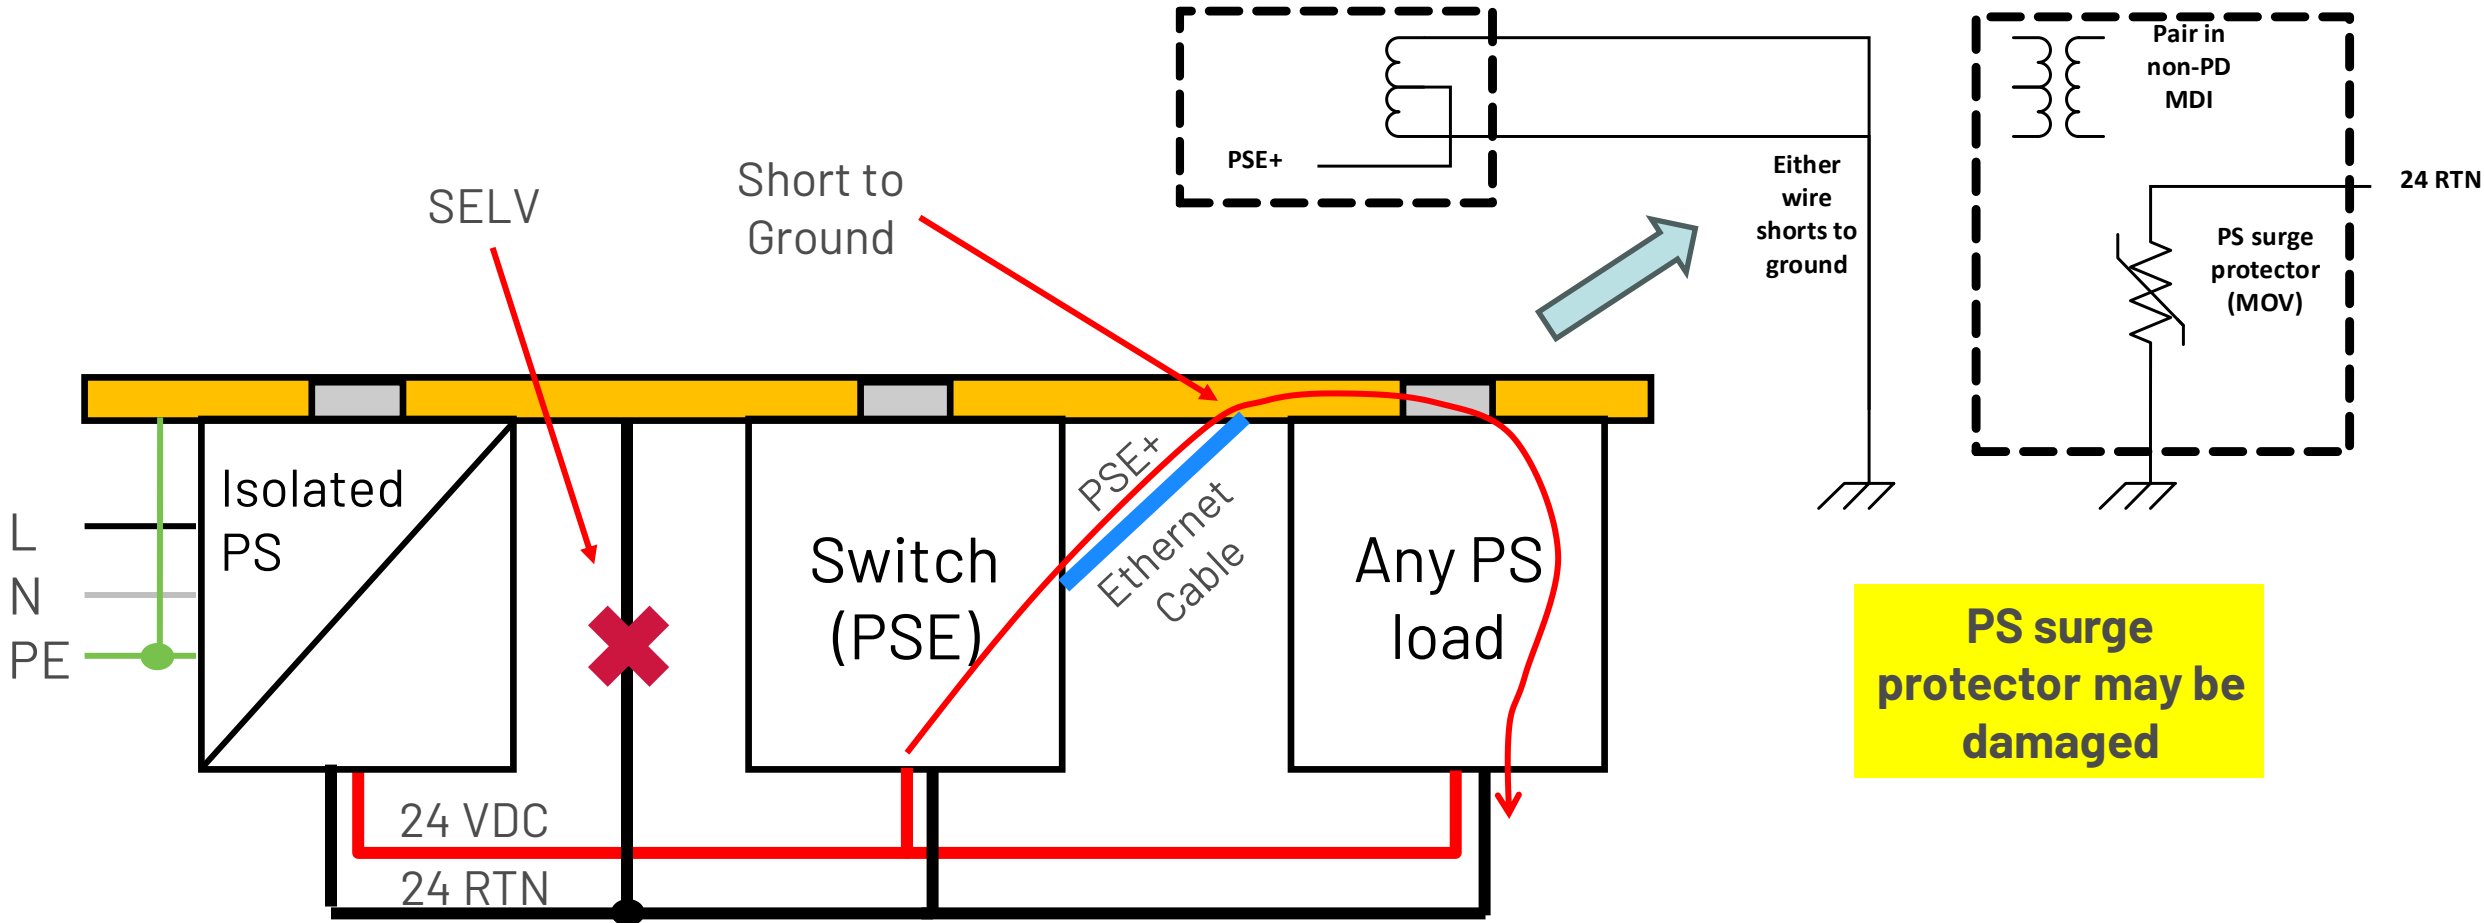 Pair in
non-PD
MDI
PSE+
Either
wire
shorts to
ground
24 RTN
PS surge
protector
(MOV)
SELV
Short to
Ground
Isolated
PS
L
N
PE
Switch
(PSE)
PSE+
Ethernet
Cable
Any PS
load
24 VDC
24 RTN
PS surge
protector may be
damaged